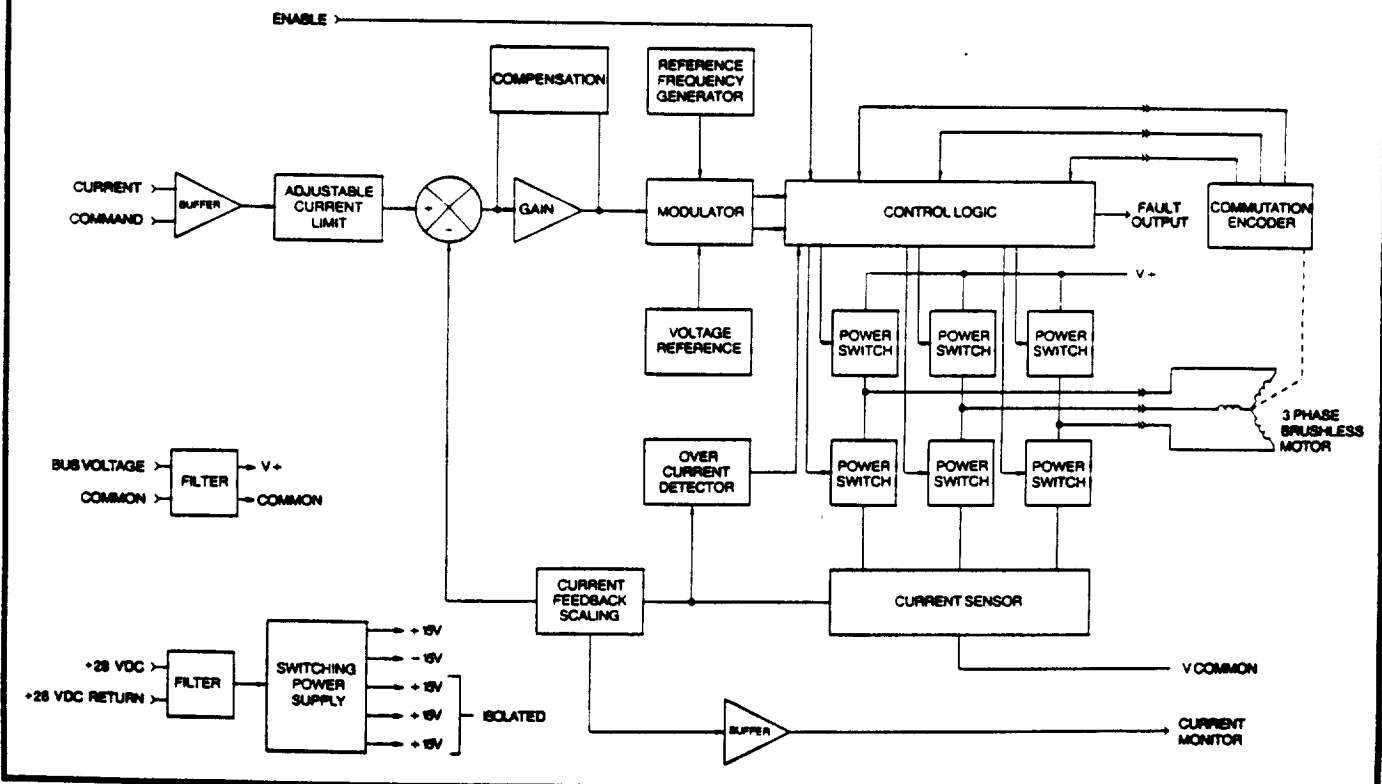 ENABLE
COMPENSATION
REFERENCE
FREQUENCY
GENERATOR
CURRENT
COMMAND
BUFFER
ADJUSTABLE
CURRENT
LIMIT
+
-
GAIN
MODULATOR
CONTROL LOGIC
FAULT
OUTPUT
COMMUTATION
ENCODER
V +
VOLTAGE
REFERENCE
POWER
SWITCH
POWER
SWITCH
POWER
SWITCH
3 PHASE
BRUSHLESS
MOTOR
BUS VOLTAGE
COMMON
FILTER
V +
COMMON
OVER
CURRENT
DETECTOR
POWER
SWITCH
POWER
SWITCH
POWER
SWITCH
CURRENT
FEEDBACK
SCALING
CURRENT SENSOR
V COMMON
+28 VDC
+28 VDC RETURN
FILTER
SWITCHING
POWER
SUPPLY
+ 15V
- 15V
+ 15V
+ 15V
+ 15V
ISOLATED
BUFFER
CURRENT
MONITOR